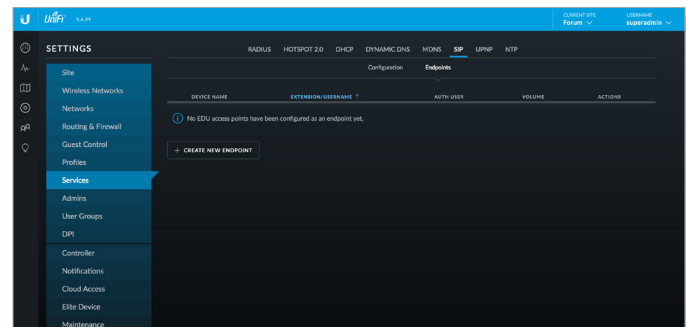 U UniFi 5.6.29 CURRENT SITE Forum USERNAME superadmin
SETTINGS
RADIUS HOTSPOT 2.0 DHCP DYNAMIC DNS MDNS SIP UPNP NTP
Configuration Endpoints
Site
Wireless Networks
Networks
Routing & Firewall
Guest Control
Profiles
Services
Admins
User Groups
DPI
Controller
Notifications
Cloud Access
Elite Device
Maintenance
DEVICE NAME EXTENSION/USERNAME ↑ AUTH USER VOLUME ACTIONS
No EDU access points have been configured as an endpoint yet.
+ CREATE NEW ENDPOINT